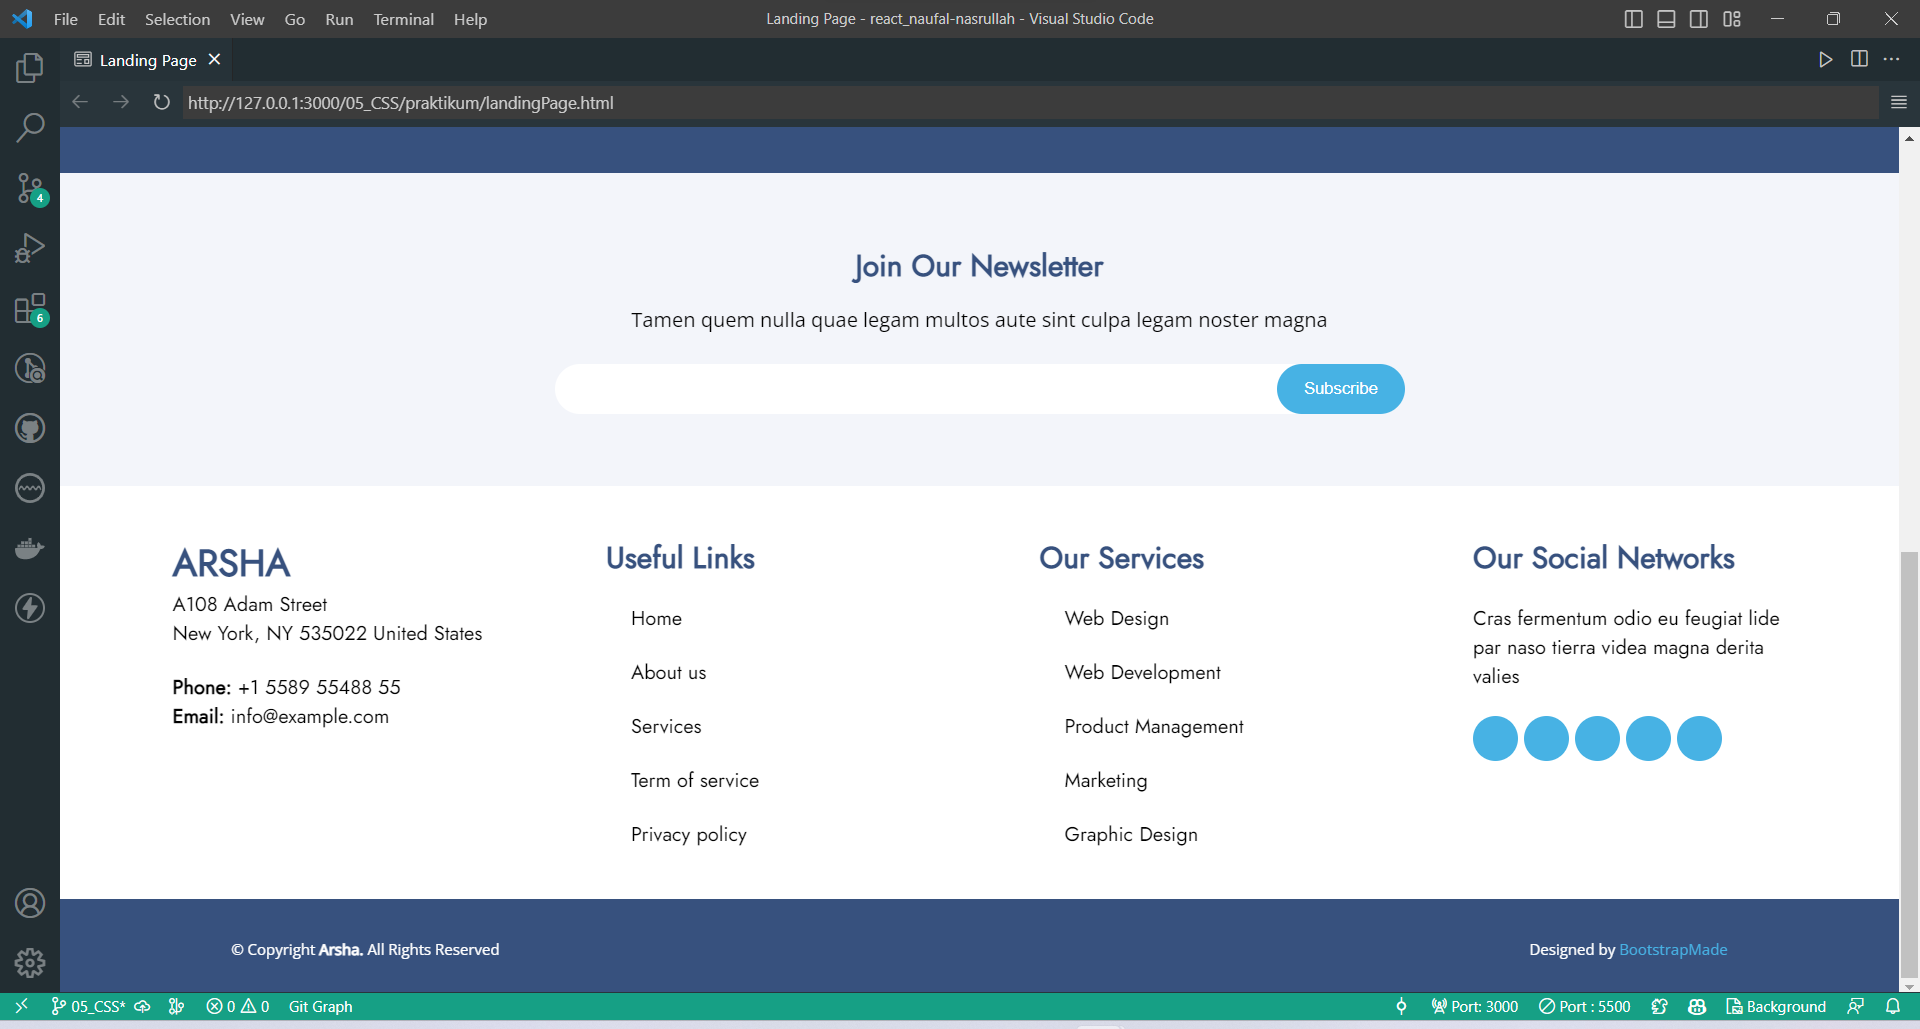 File Edit Selection View Go Run Terminal Help
Landing Page - react_naufal-nasrullah - Visual Studio Code
Landing Page
http://127.0.0.1:3000/05_CSS/praktikum/landingPage.html
4
6
Join Our Newsletter
Tamen quem nulla quae legam multos aute sint culpa legam noster magna
Subscribe
ARSHA
A108 Adam Street
New York, NY 535022 United States
Phone: +1 5589 55488 55
Email: info@example.com
Useful Links
Home
About us
Services
Term of service
Privacy policy
Our Services
Web Design
Web Development
Product Management
Marketing
Graphic Design
Our Social Networks
Cras fermentum odio eu feugiat lide
par naso tierra videa magna derita
valies
© Copyright Arsha. All Rights Reserved
Designed by BootstrapMade
05_CSS* 0 0 Git Graph
Port: 3000 Port : 5500 Background